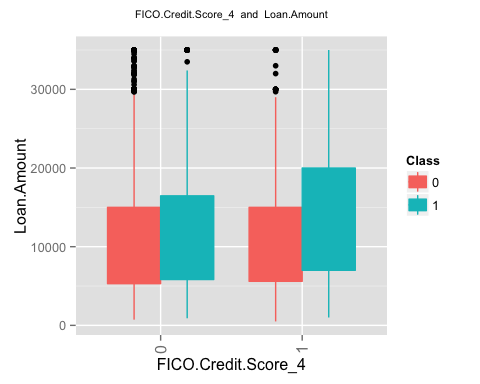 FICO.Credit.Score_4 and Loan.Amount
Loan.Amount
30000
20000
10000
0
Class
0
1
0
1
FICO.Credit.Score_4